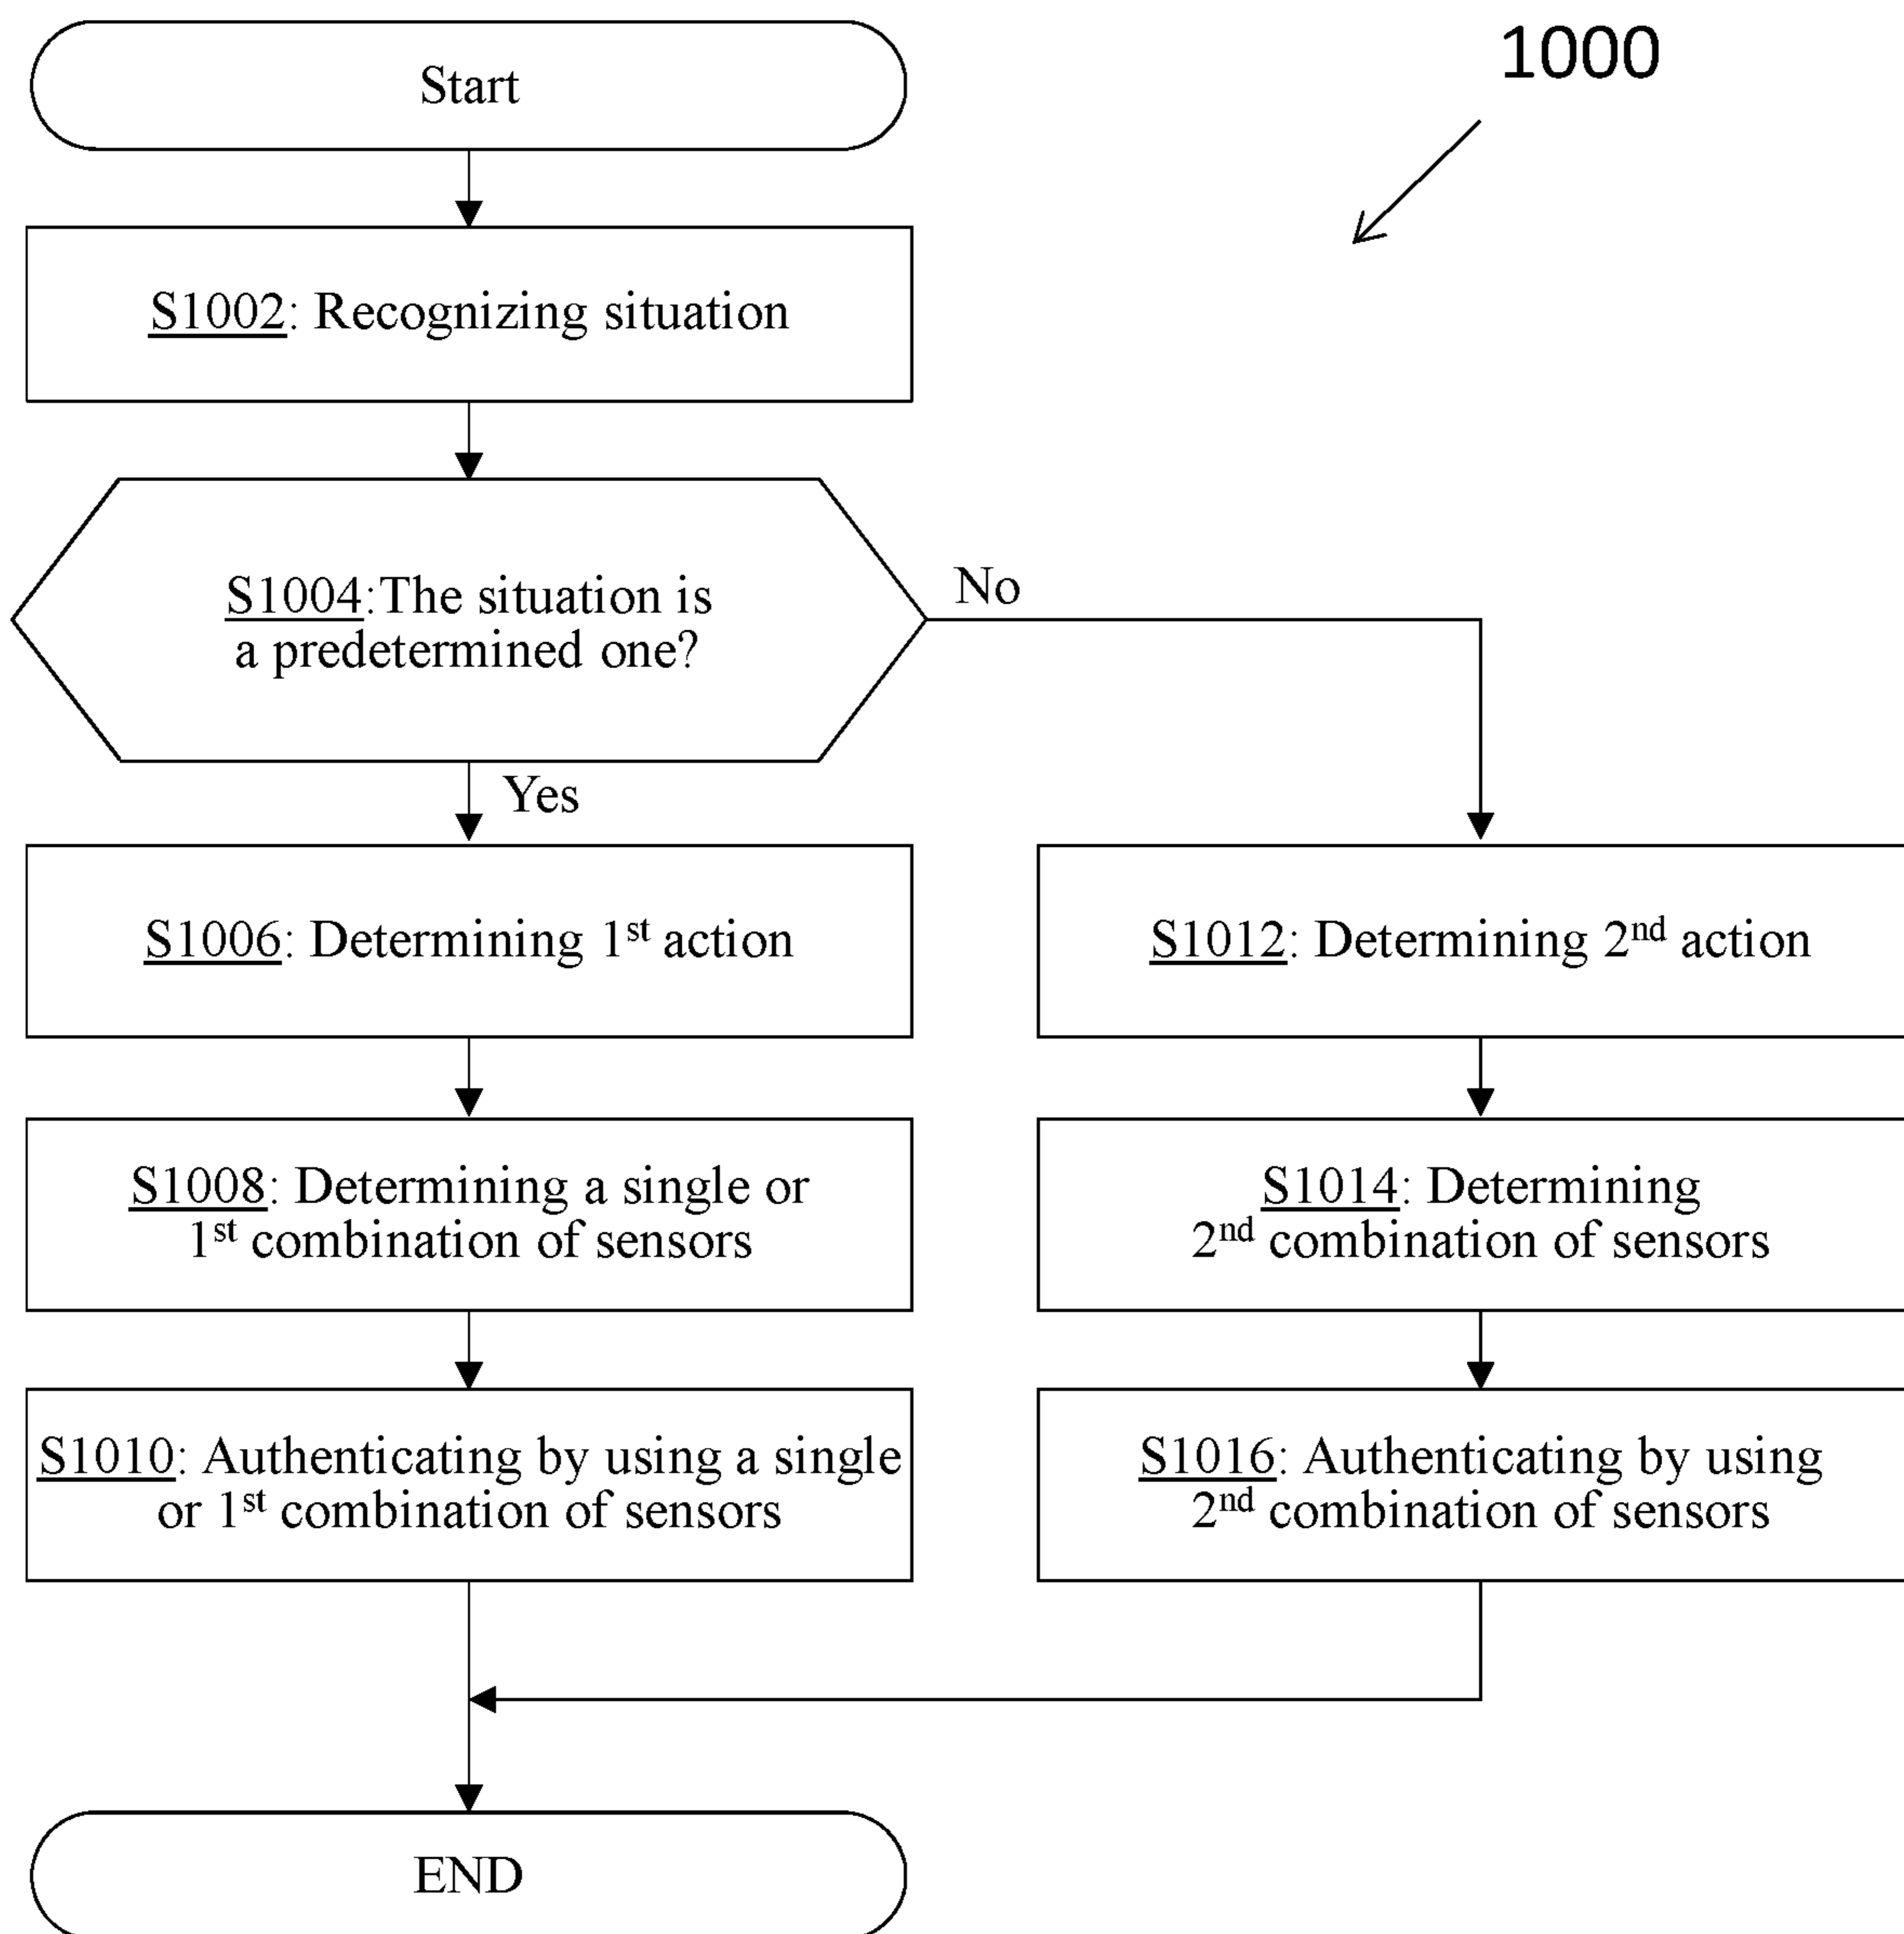 Start
1000
S1002: Recognizing situation
S1004:The situation is
a predetermined one?
No
Yes
S1006: Determining 1st action
S1012: Determining 2nd action
S1008: Determining a single or
1st combination of sensors
S1014: Determining
2nd combination of sensors
S1010: Authenticating by using a single
or 1st combination of sensors
S1016: Authenticating by using
2nd combination of sensors
END